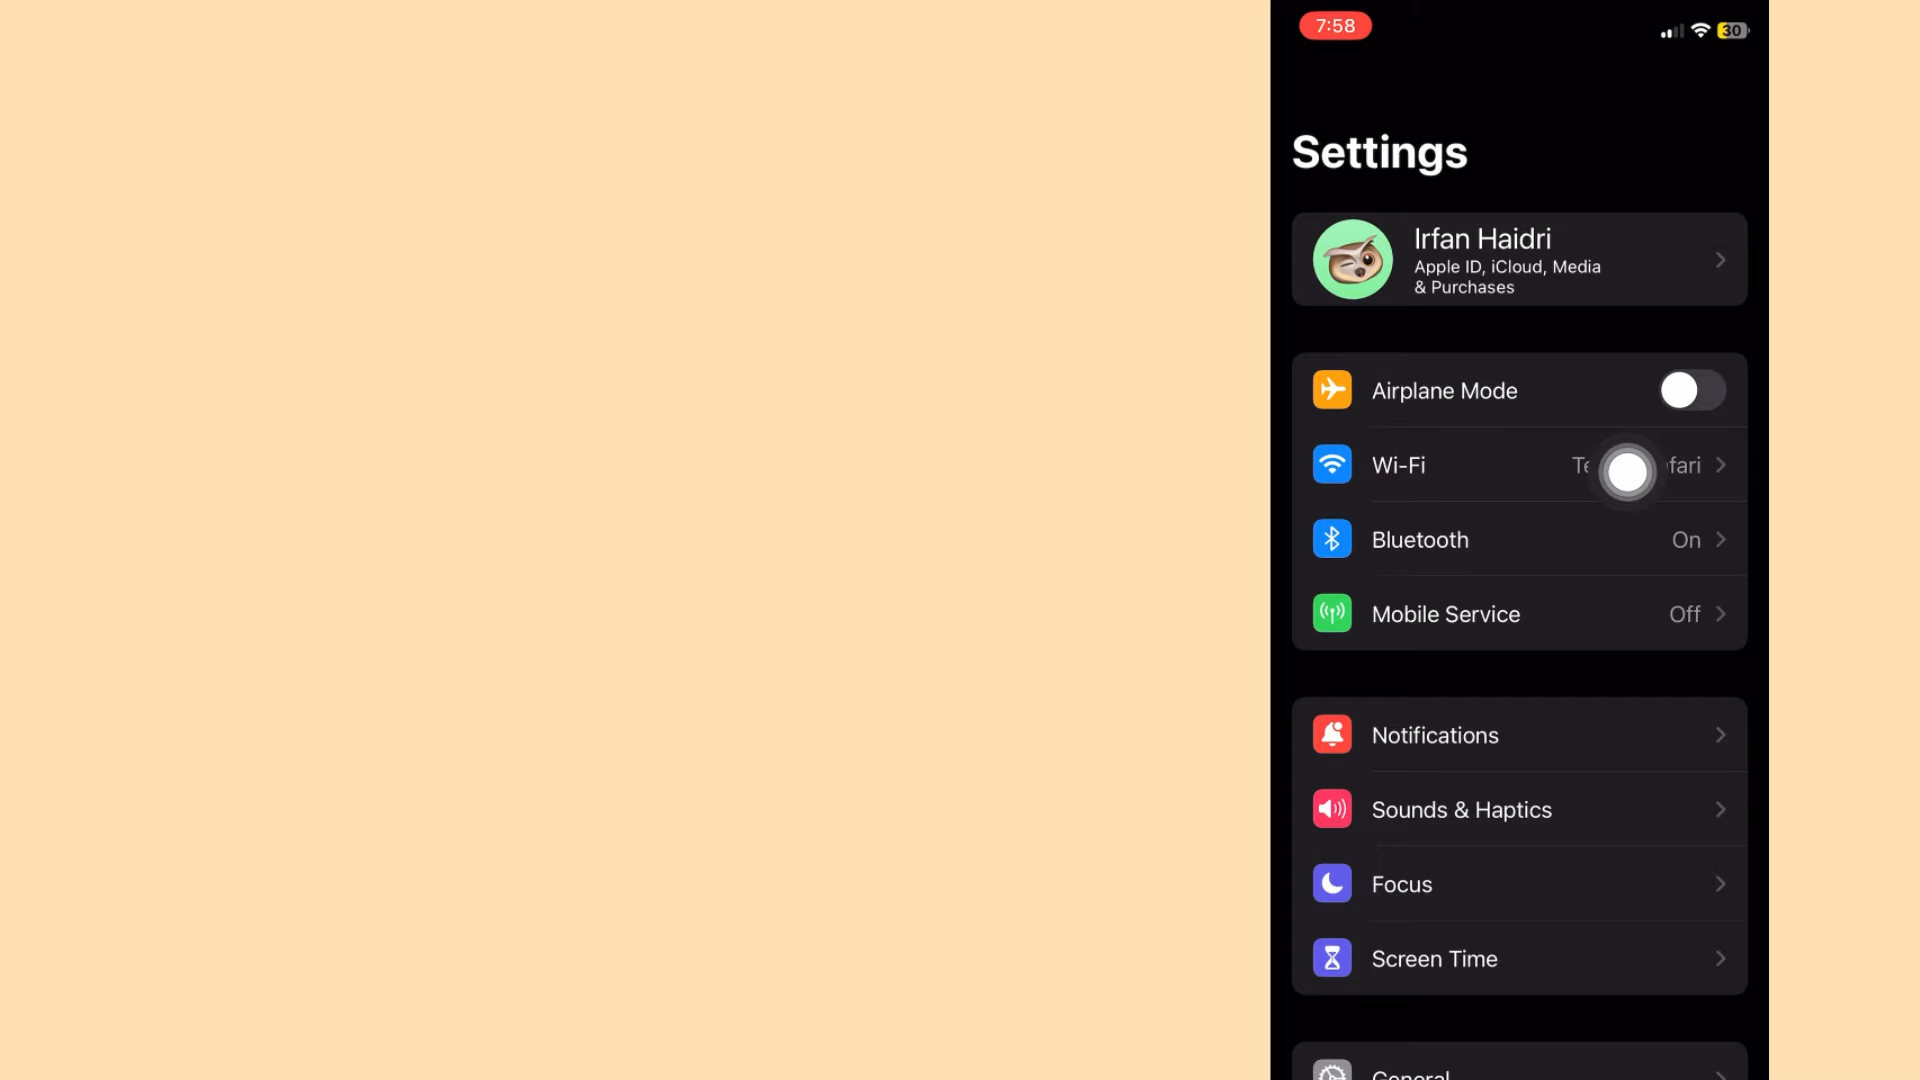 7:58
30
Settings
Irfan Haidri
Apple ID, iCloud, Media
& Purchases
Airplane Mode
Wi-Fi
Bluetooth On
Mobile Service Off
Notifications
Sounds & Haptics
Focus
Screen Time
General